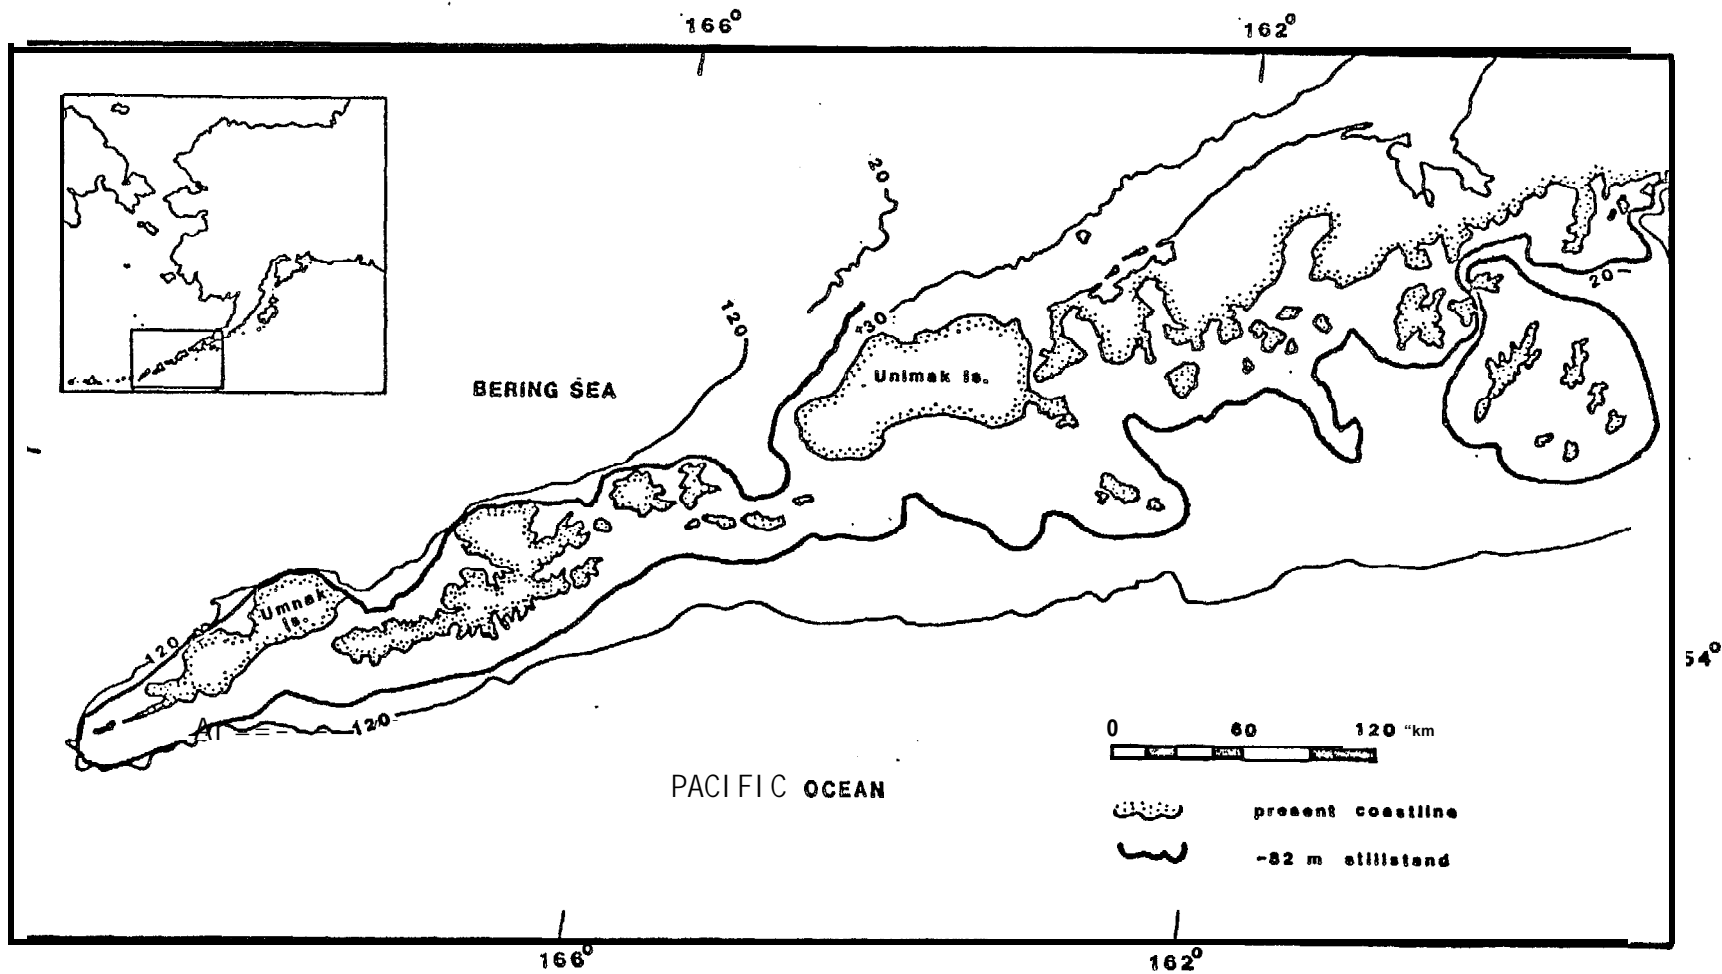 166° 162°
20
120
30
Unimak is.
20
BERING SEA
Umnak
is.
120
54°
120
0 60 120 "km
PACIFIC OCEAN
present coastline
-82 m stillstand
166° 162°